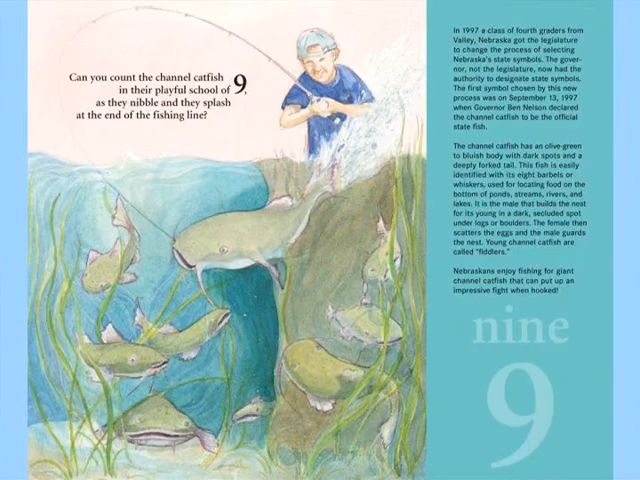 Can you count the channel catfish
in their playful school of 9,
as they nibble and they splash
at the end of the fishing line?
In 1997 a class of fourth graders from
Valley, Nebraska got the legislature
to change the process of selecting
Nebraska's state symbols. The gover-
nor, not the legislature, now had the
authority to designate state symbols.
The first symbol chosen by this new
process was on September 13, 1997
when Governor Ben Nelson declared
the channel catfish to be the official
state fish.
The channel catfish has an olive-green
to bluish body with dark spots and a
deeply forked tail. This fish is easily
identified with its eight barbels or
whiskers, used for locating food on the
bottom of ponds, streams, rivers, and
lakes. It is the male that builds the nest
for its young in a dark, secluded spot
under logs or boulders. The female then
scatters the eggs and the male guards
the nest. Young channel catfish are
called "fiddlers."
Nebraskans enjoy fishing for giant
channel catfish that can put up an
impressive fight when hooked!
nine
9